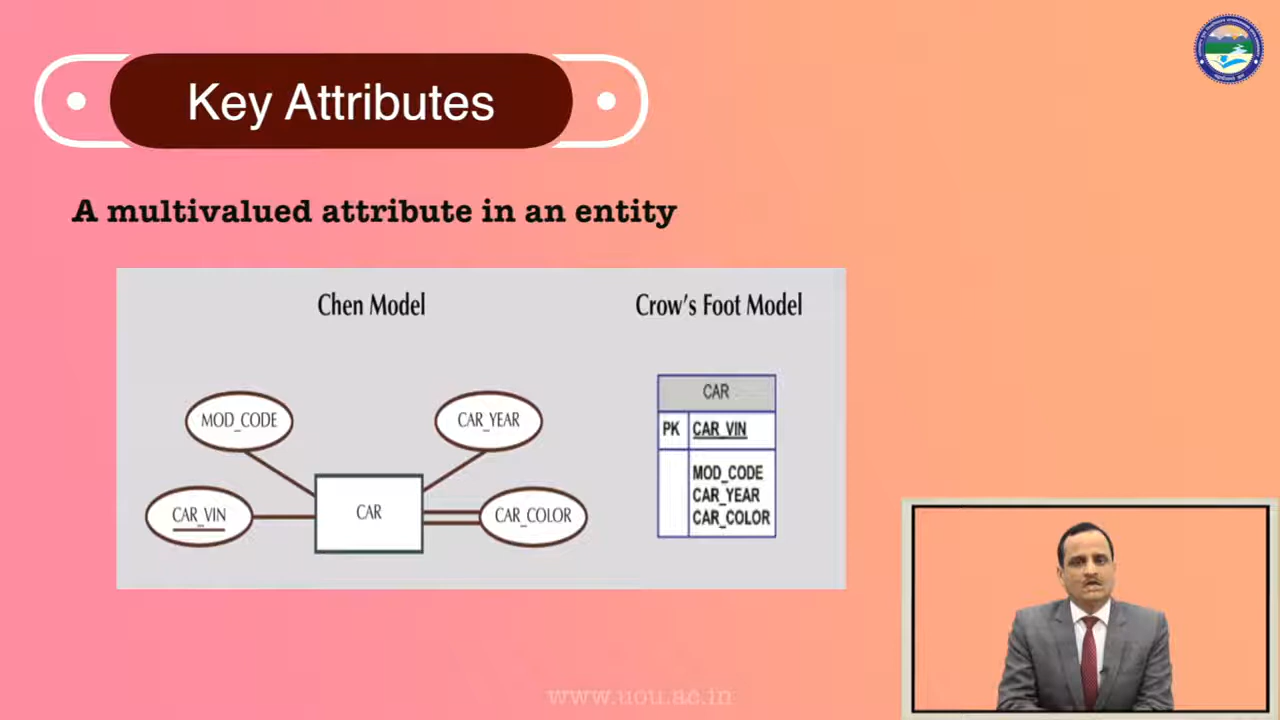 Key Attributes
A multivalued attribute in an entity
Chen Model
Crow's Foot Model
MOD_CODE
CAR_YEAR
CAR_VIN
CAR
CAR_COLOR
CAR
PK CAR_VIN
MOD_CODE
CAR_YEAR
CAR_COLOR
www.uou.ac.in